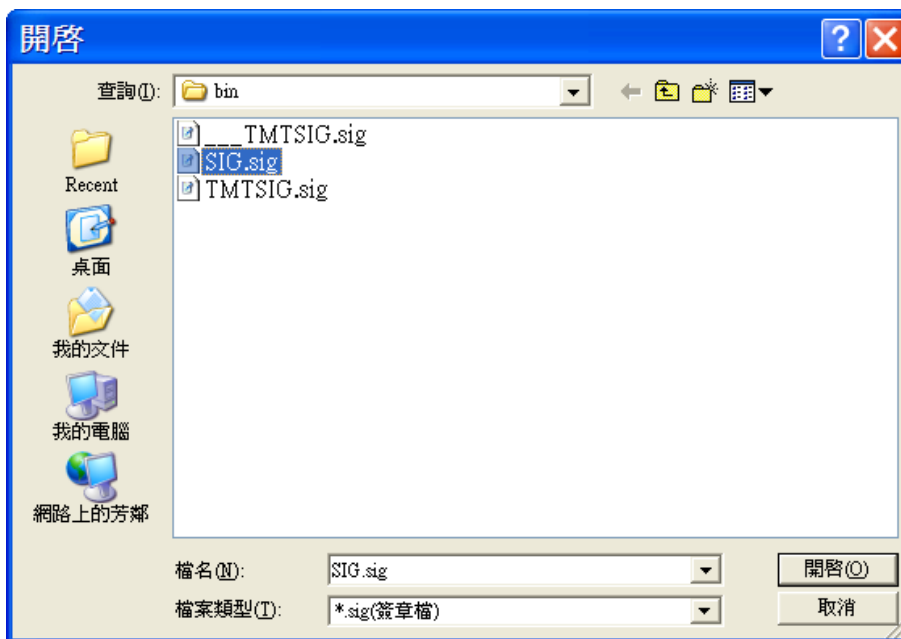 開啓
查詢(I):
bin
___TMTSIG.sig
SIG.sig
TMTSIG.sig
Recent
桌面
我的文件
我的電腦
網路上的芳鄰
檔名(N):
SIG.sig
開啓(O)
檔案類型(T):
*.sig(簽章檔)
取消